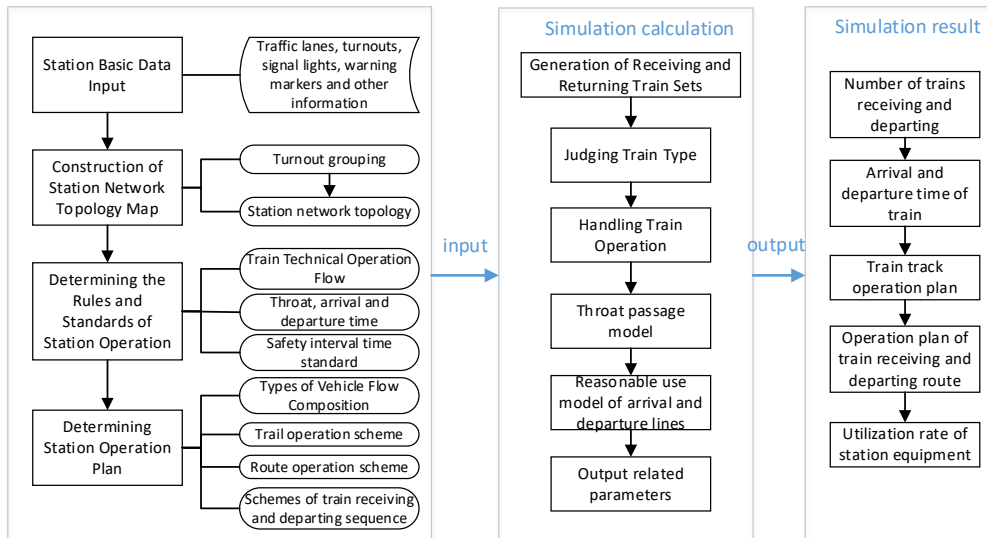 Station Basic Data
Input
Traffic lanes, turnouts,
signal lights, warning
markers and other
information
Construction of
Station Network
Topology Map
Turnout grouping
Station network topology
Determining the
Rules and
Standards of
Station Operation
Train Technical Operation
Flow
Throat, arrival and
departure time
Safety interval time
standard
Determining
Station Operation
Plan
Types of Vehicle Flow
Composition
Trail operation scheme
Route operation scheme
Schemes of train receiving
and departing sequence
input
Simulation calculation
Generation of Receiving and
Returning Train Sets
Judging Train Type
Handling Train
Operation
Throat passage
model
Reasonable use
model of arrival and
departure lines
Output related
parameters
output
Simulation result
Number of trains
receiving and
departing
Arrival and
departure time of
train
Train track
operation plan
Operation plan of
train receiving and
departing route
Utilization rate of
station equipment